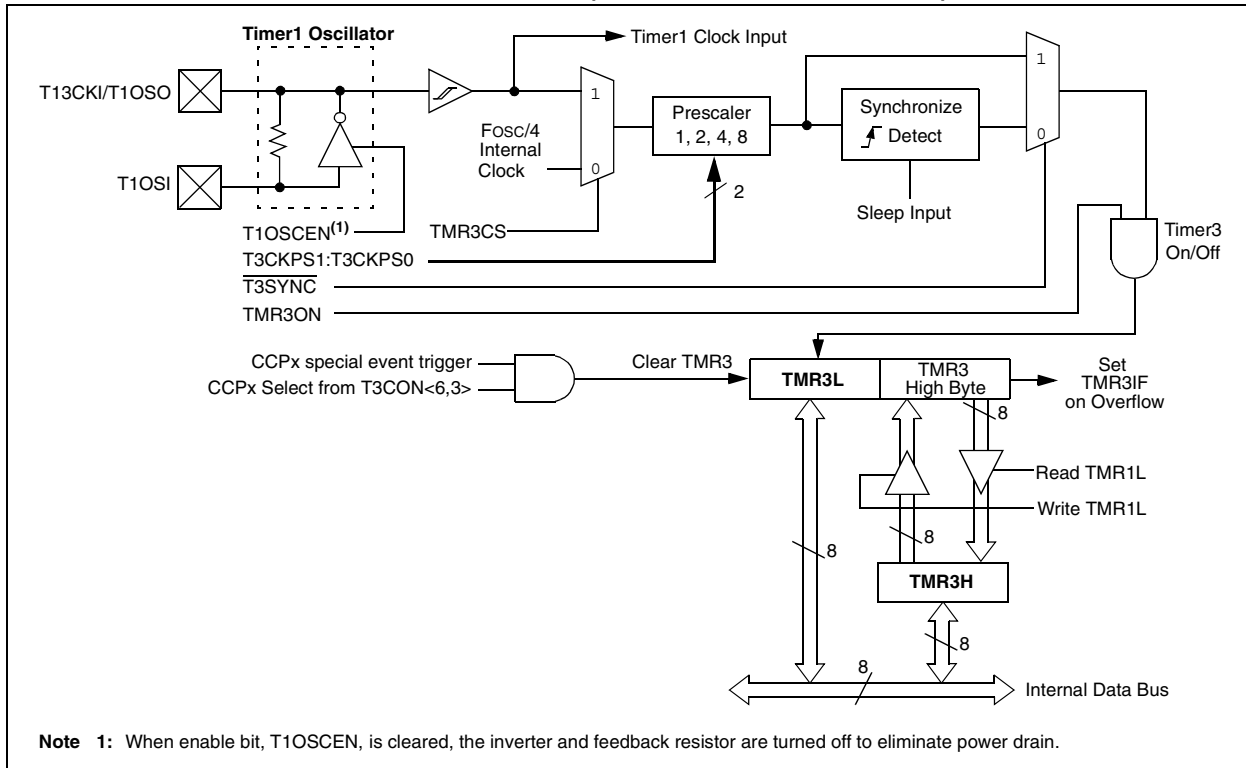 Timer1 Oscillator
Timer1 Clock Input
T13CKI/T1OSO
1
1
Prescaler
1, 2, 4, 8
Synchronize
Detect
FOSC/4
Internal
Clock
0
0
T1OSI
2
Sleep Input
T1OSCEN(1)
TMR3CS
Timer3
On/Off
T3CKPS1:T3CKPS0
T3SYNC
TMR3ON
CCPx special event trigger
CCPx Select from T3CON<6,3>
Clear TMR3
TMR3L
TMR3
High Byte
Set
TMR3IF
on Overflow
8
Read TMR1L
Write TMR1L
8
8
TMR3H
8
8
Internal Data Bus
Note 1: When enable bit, T1OSCEN, is cleared, the inverter and feedback resistor are turned off to eliminate power drain.